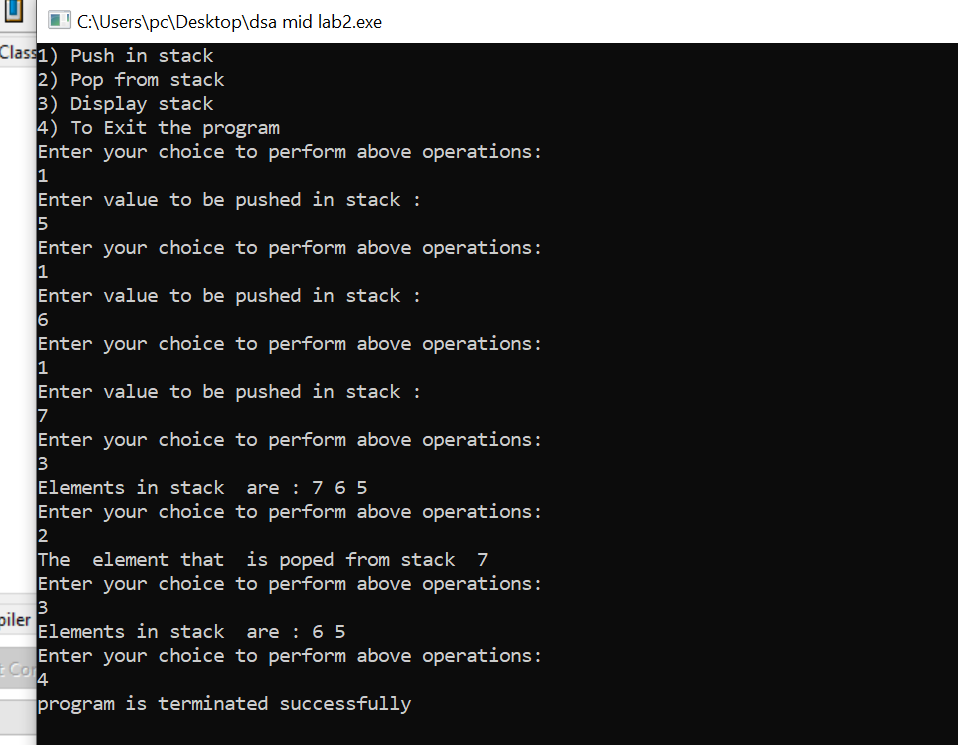 C:\Users\pc\Desktop\dsa mid lab2.exe
Class
1) Push in stack
2) Pop from stack
3) Display stack
4) To Exit the program
Enter your choice to perform above operations:
1
Enter value to be pushed in stack :
5
Enter your choice to perform above operations:
1
Enter value to be pushed in stack :
6
Enter your choice to perform above operations:
1
Enter value to be pushed in stack :
7
Enter your choice to perform above operations:
3
Elements in stack  are : 7 6 5
Enter your choice to perform above operations:
2
The  element that  is poped from stack  7
Enter your choice to perform above operations:
3
Elements in stack  are : 6 5
Enter your choice to perform above operations:
4
program is terminated successfully
piler